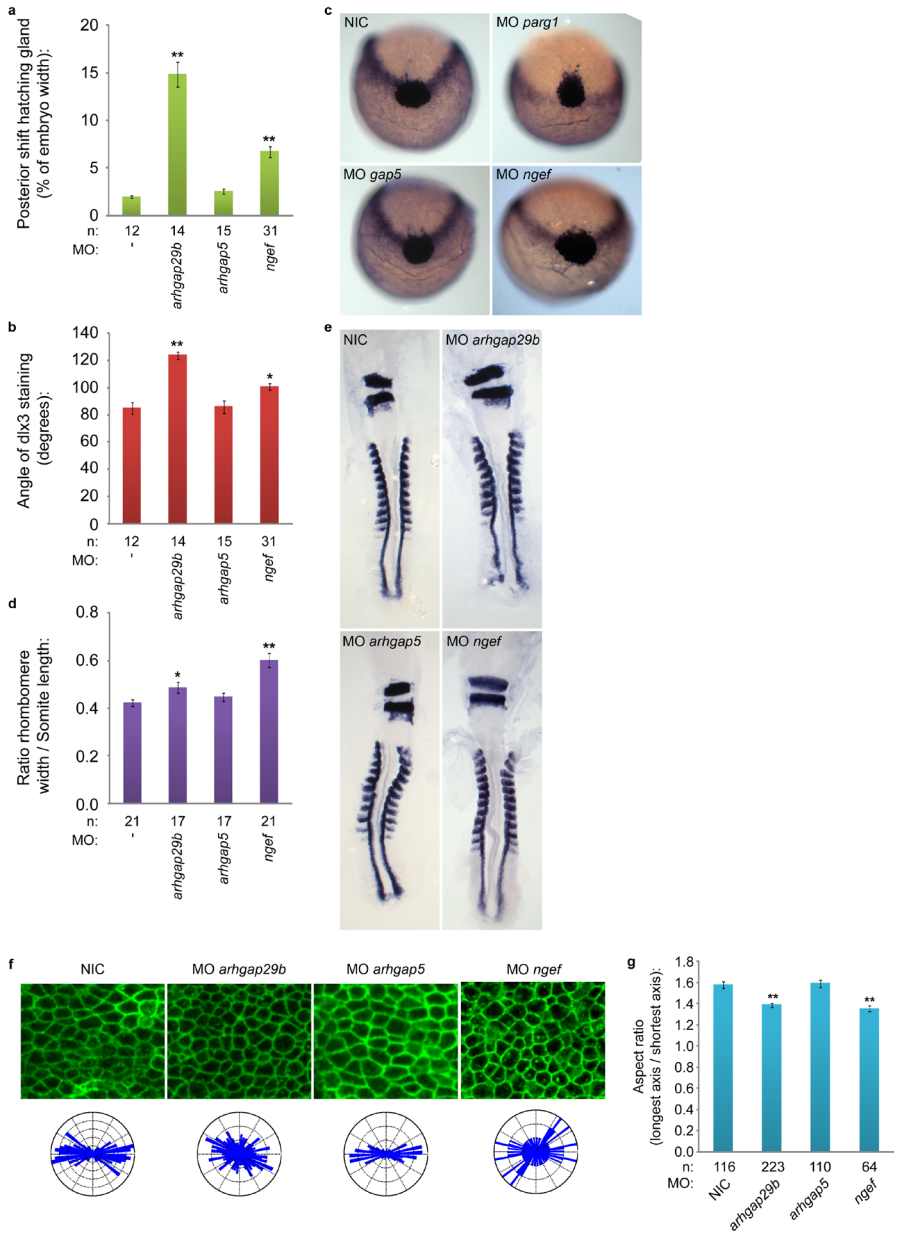 a
Posterior shift hatching gland
(% of embryo width):
20
15
10
5
0
**
**
n: 12 14 15 31
MO: - arhgap29b arhgap5 ngef
b
Angle of dlx3 staining
(degrees):
140
120
100
80
60
40
20
0
**
*
n: 12 14 15 31
MO: - arhgap29b arhgap5 ngef
d
Ratio rhombomere
width / Somite length:
0.8
0.6
0.4
0.2
0.0
*
**
n: 21 17 17 21
MO: - arhgap29b arhgap5 ngef
c
NIC
MO parg1
MO gap5
MO ngef
e
NIC
MO arhgap29b
MO arhgap5
MO ngef
f
NIC
MO arhgap29b
MO arhgap5
MO ngef
g
Aspect ratio
(longest axis / shortest axis):
1.8
1.6
1.4
1.2
1.0
0.8
0.6
0.4
0.2
0.0
**
**
n: 116 223 110 64
MO: NIC arhgap29b arhgap5 ngef